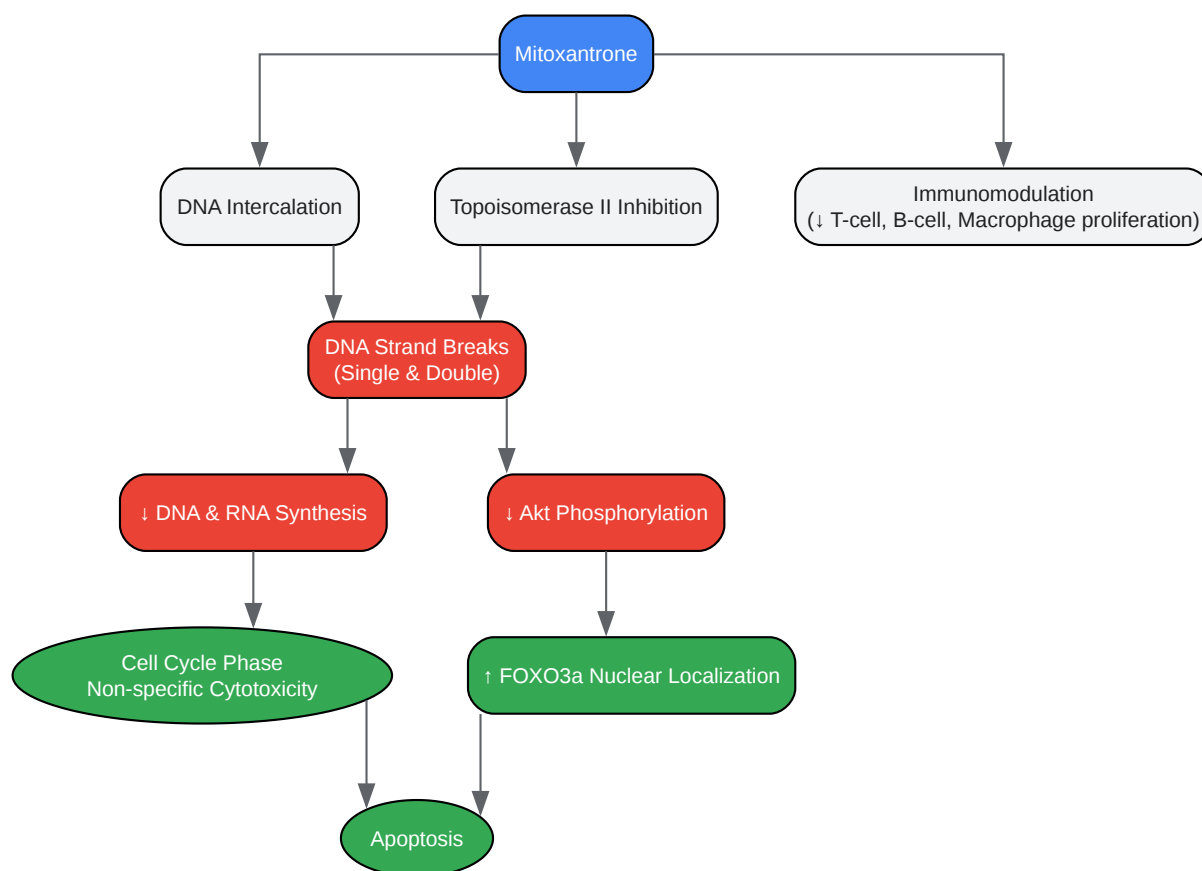 Mitoxantrone
DNA Intercalation
Topoisomerase II Inhibition
Immunomodulation
(↓ T-cell, B-cell, Macrophage proliferation)
DNA Strand Breaks
(Single & Double)
↓ DNA & RNA Synthesis
↓ Akt Phosphorylation
Cell Cycle Phase
Non-specific Cytotoxicity
↑ FOXO3a Nuclear Localization
Apoptosis